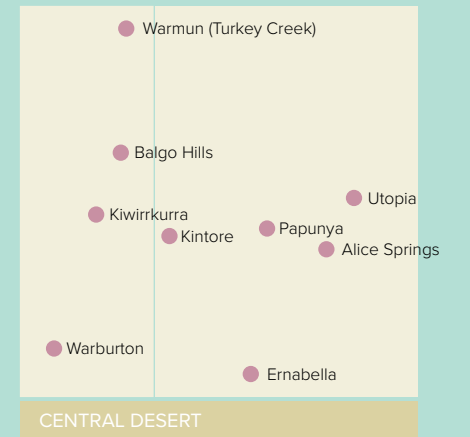 Warmun (Turkey Creek)
Balgo Hills
Utopia
Kiwirrkurra
Papunya
Kintore
Alice Springs
Warburton
Ernabella
CENTRAL DESERT